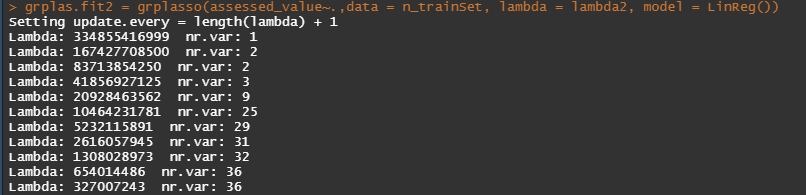 > grplas.fit2 = grplasso(assessed_value~.,data = n_trainSet, lambda = lambda2, model = LinReg())
Setting update.every = length(lambda) + 1
Lambda: 334855416999  nr.var: 1
Lambda: 167427708500  nr.var: 2
Lambda: 83713854250  nr.var: 2
Lambda: 41856927125  nr.var: 3
Lambda: 20928463562  nr.var: 9
Lambda: 10464231781  nr.var: 25
Lambda: 5232115891  nr.var: 29
Lambda: 2616057945  nr.var: 31
Lambda: 1308028973  nr.var: 32
Lambda: 654014486  nr.var: 36
Lambda: 327007243  nr.var: 36